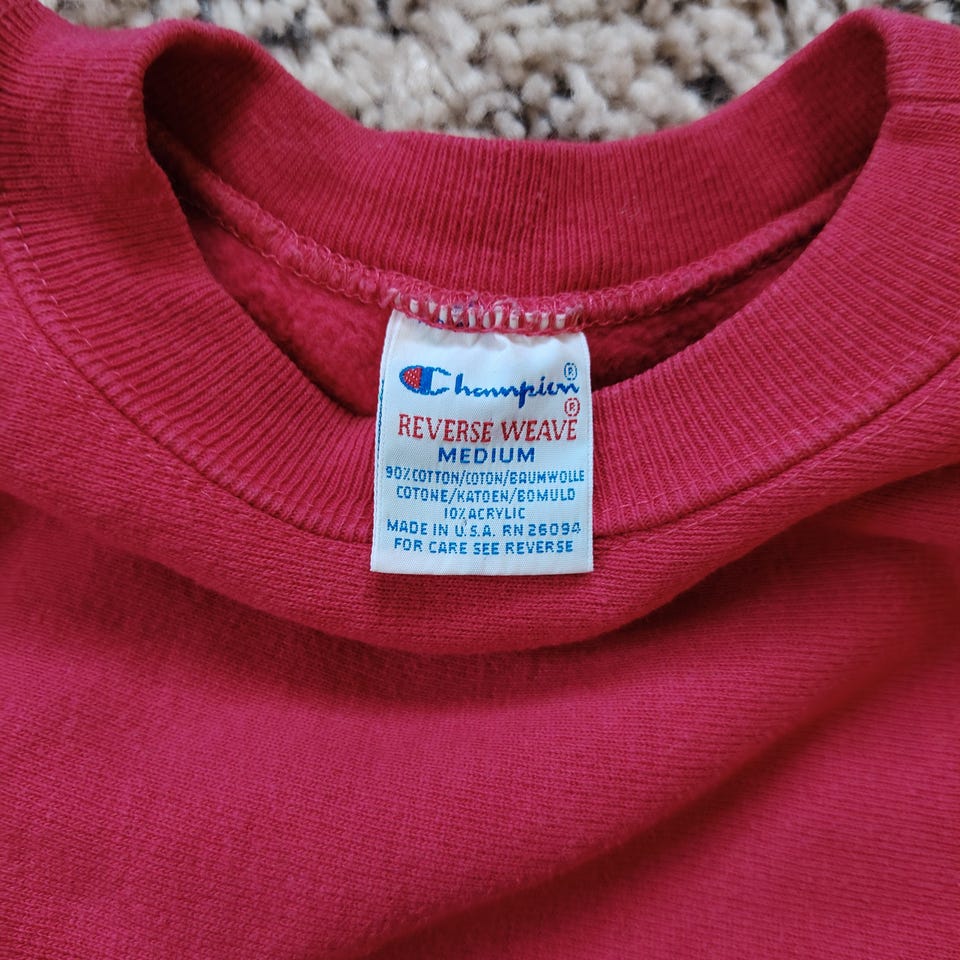 Champion®
REVERSE WEAVE®
MEDIUM
90% COTTON/COTON/BAUMWOLLE
COTONE/KATOEN/BOMULD
10% ACRYLIC
MADE IN U.S.A. RN 26094
FOR CARE SEE REVERSE